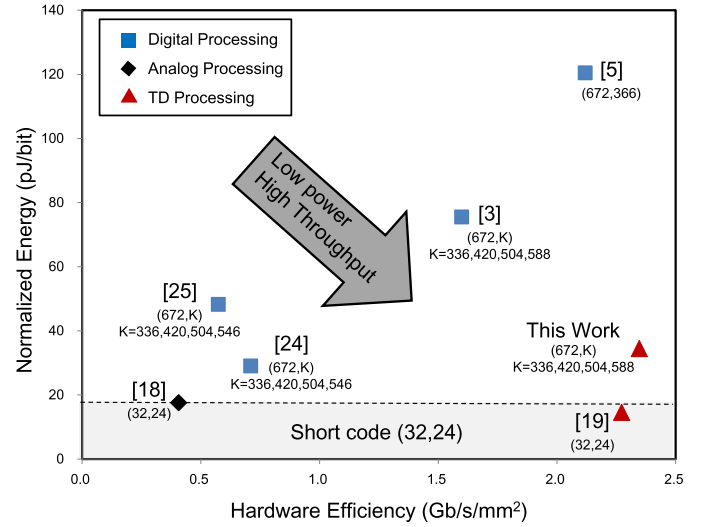 Digital Processing
Analog Processing
TD Processing
Low power
High Throughput
[5]
(672,366)
[3]
(672,K)
K=336,420,504,588
[25]
(672,K)
K=336,420,504,546
[24]
(672,K)
K=336,420,504,546
This Work
(672,K)
K=336,420,504,588
[18]
(32,24)
Short code (32,24)
[19]
(32,24)
140
120
100
80
60
40
20
0
0.0
0.5
1.0
1.5
2.0
2.5
Normalized Energy (pJ/bit)
Hardware Efficiency (Gb/s/mm²)